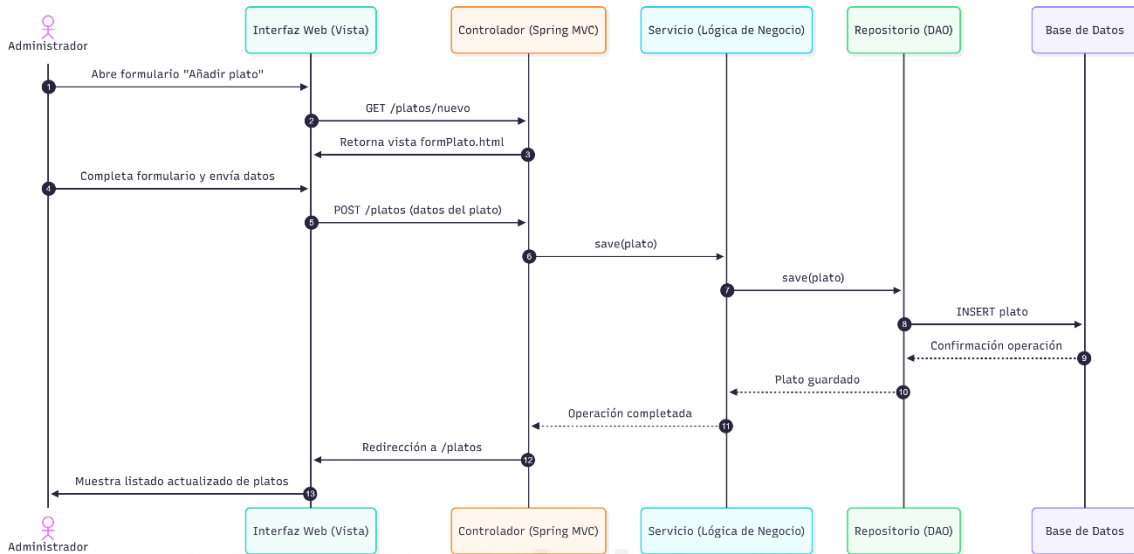 Administrador
Interfaz Web (Vista)
Controlador (Spring MVC)
Servicio (Lógica de Negocio)
Repositorio (DAO)
Base de Datos
Abre formulario "Añadir plato"
1
GET /platos/nuevo
2
Retorna vista formPlato.html
3
Completa formulario y envía datos
4
POST /platos (datos del plato)
5
save(plato)
6
save(plato)
7
INSERT plato
8
Confirmación operación
9
Plato guardado
10
Operación completada
11
Redirección a /platos
12
Muestra listado actualizado de platos
13
Administrador
Interfaz Web (Vista)
Controlador (Spring MVC)
Servicio (Lógica de Negocio)
Repositorio (DAO)
Base de Datos